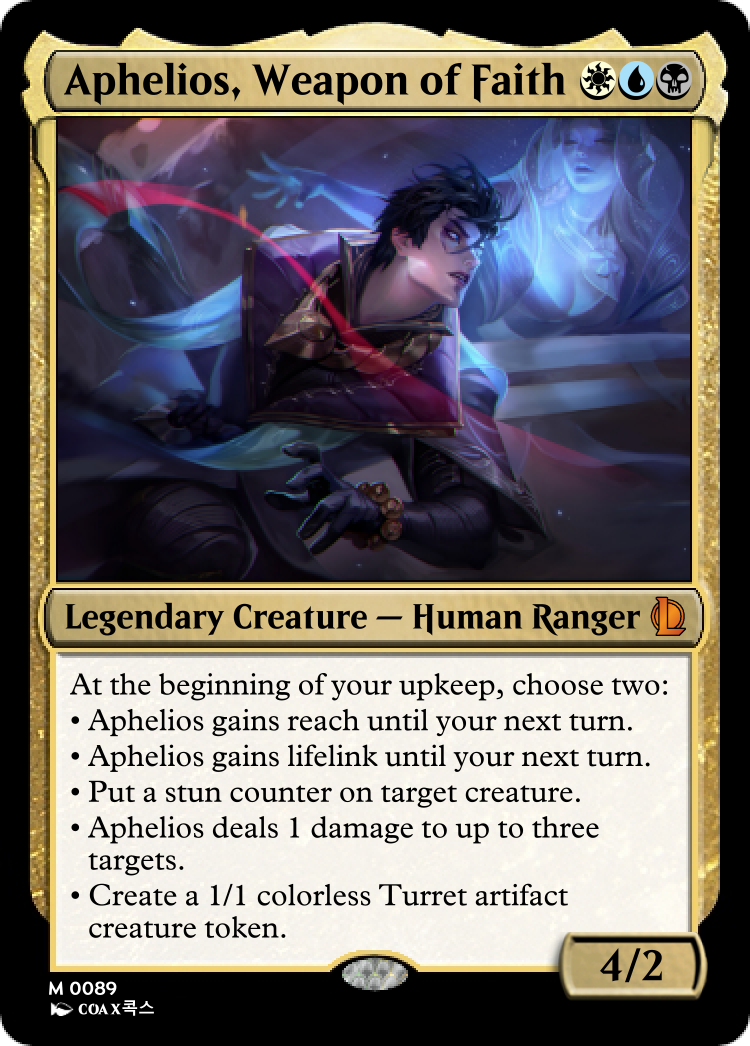 Aphelios, Weapon of Faith
Legendary Creature — Human Ranger
At the beginning of your upkeep, choose two:
• Aphelios gains reach until your next turn.
• Aphelios gains lifelink until your next turn.
• Put a stun counter on target creature.
• Aphelios deals 1 damage to up to three
targets.
• Create a 1/1 colorless Turret artifact
creature token.
4/2
M 0089
COAX콕스